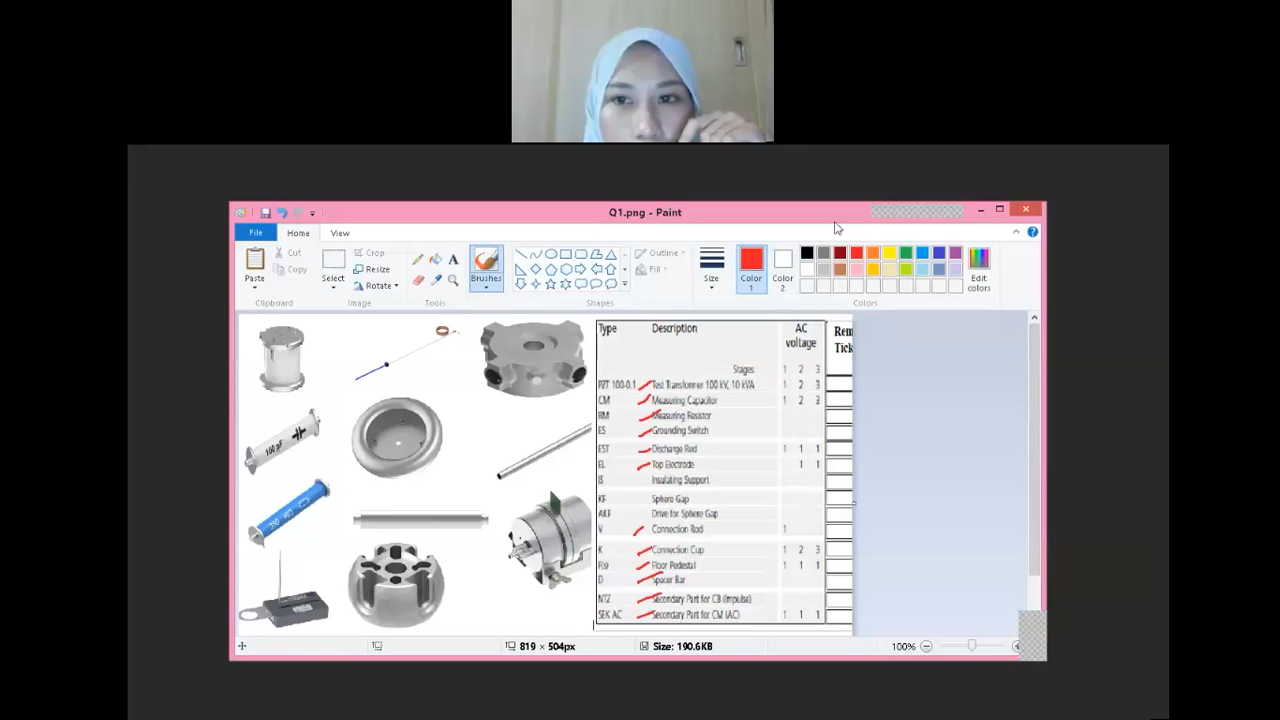 Q1.png - Paint
File Home View
Paste
Cut
Copy
Clipboard
Select
Crop
Resize
Rotate
Image
A
Tools
Brushes
Outline
Fill
Shapes
Size
Color 1
Color 2
Edit colors
Colors
Type Description AC voltage
Stages 1 2 3
PZT 100-0.1 Test Transformer 100 kV, 10 kVA 1 2 3
CM Measuring Capacitor 1 2 3
RM Measuring Resistor
ES Grounding Switch
EST Discharge Rod 1 1 1
EL Top Electrode 1 1
IS Insulating Support
KF Sphere Gap
AKF Drive for Sphere Gap
V Connection Rod 1
K Connection Cup 1 2 3
Floor Pedestal 1 1 1
D Spacer Bar
NTZ Secondary Part for CB (Impulse)
SEK AC Secondary Part for CM (AC) 1 1 1
Rem
Tick
100 pF
819 × 504px
Size: 190.6KB
100%